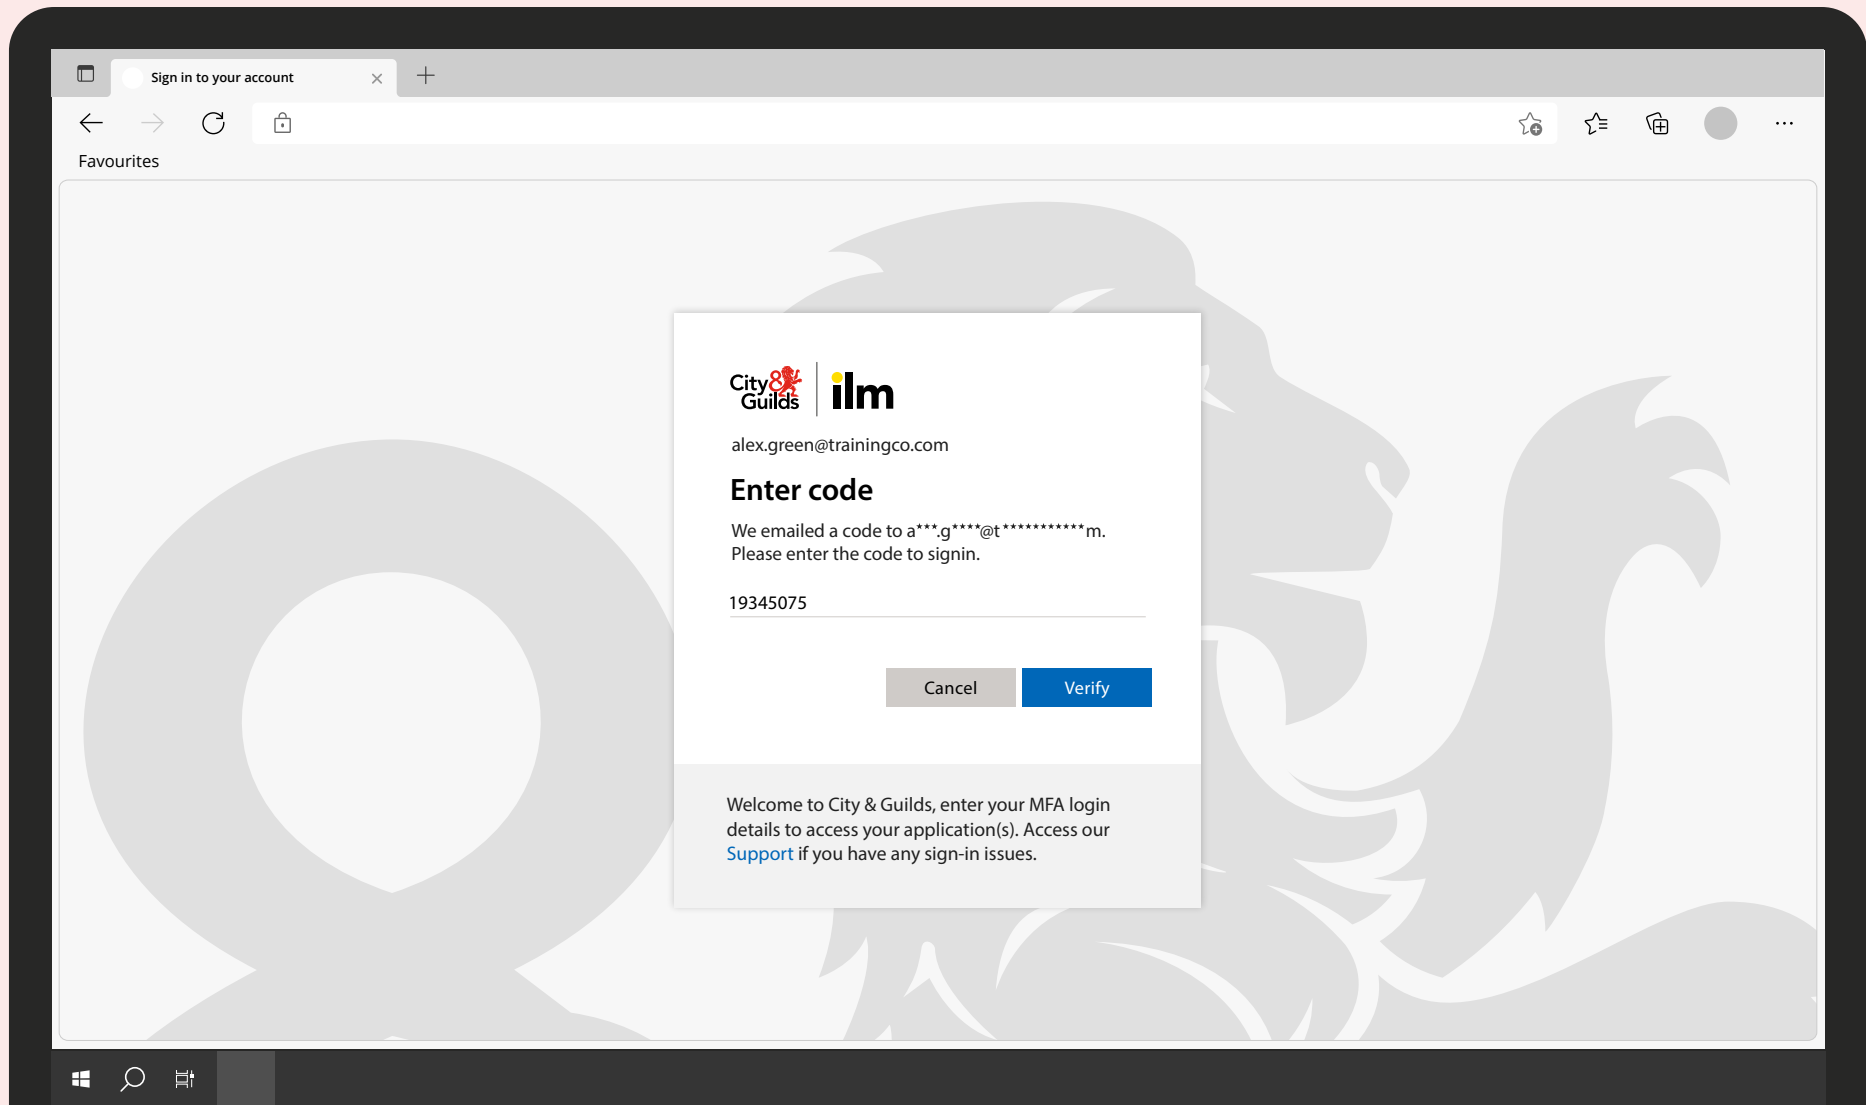 Sign in to your account
Favourites
City & Guilds
ilm
alex.green@trainingco.com
Enter code
We emailed a code to a***.g****@t***********m.
Please enter the code to signin.
19345075
Cancel
Verify
Welcome to City & Guilds, enter your MFA login
details to access your application(s). Access our
Support if you have any sign-in issues.